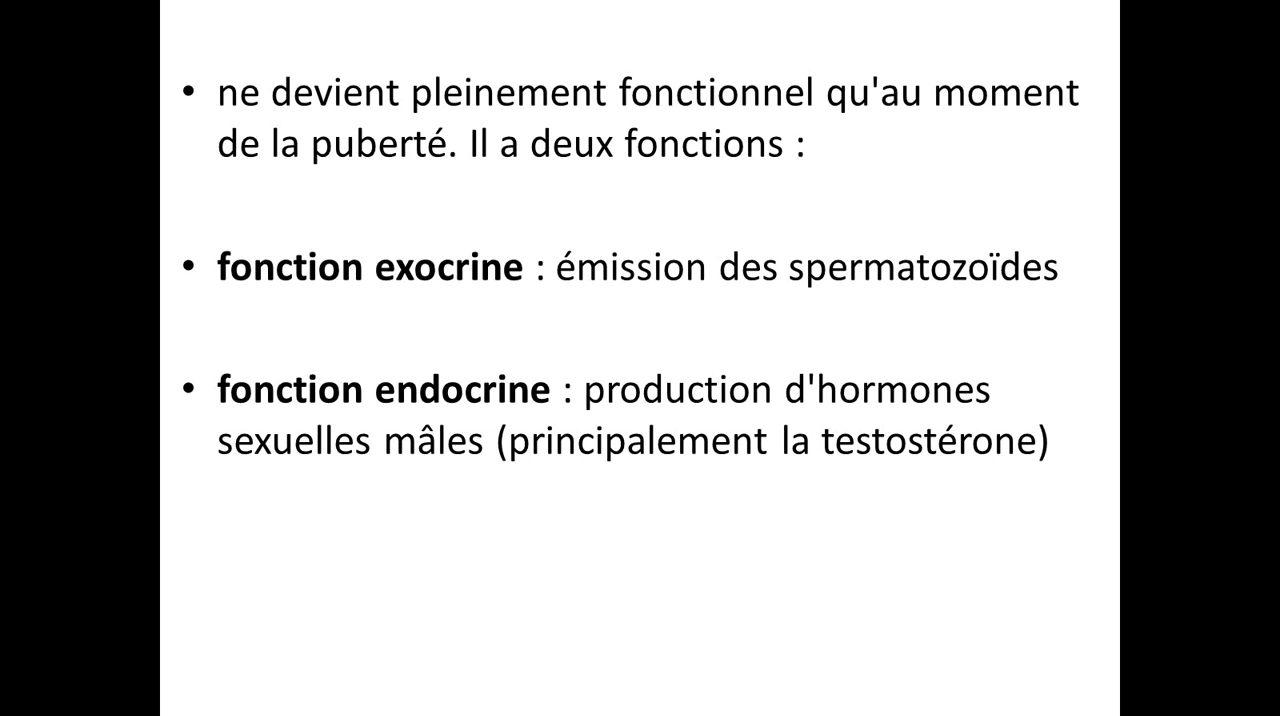 • ne devient pleinement fonctionnel qu'au moment
de la puberté. Il a deux fonctions :
• fonction exocrine : émission des spermatozoïdes
• fonction endocrine : production d'hormones
sexuelles mâles (principalement la testostérone)